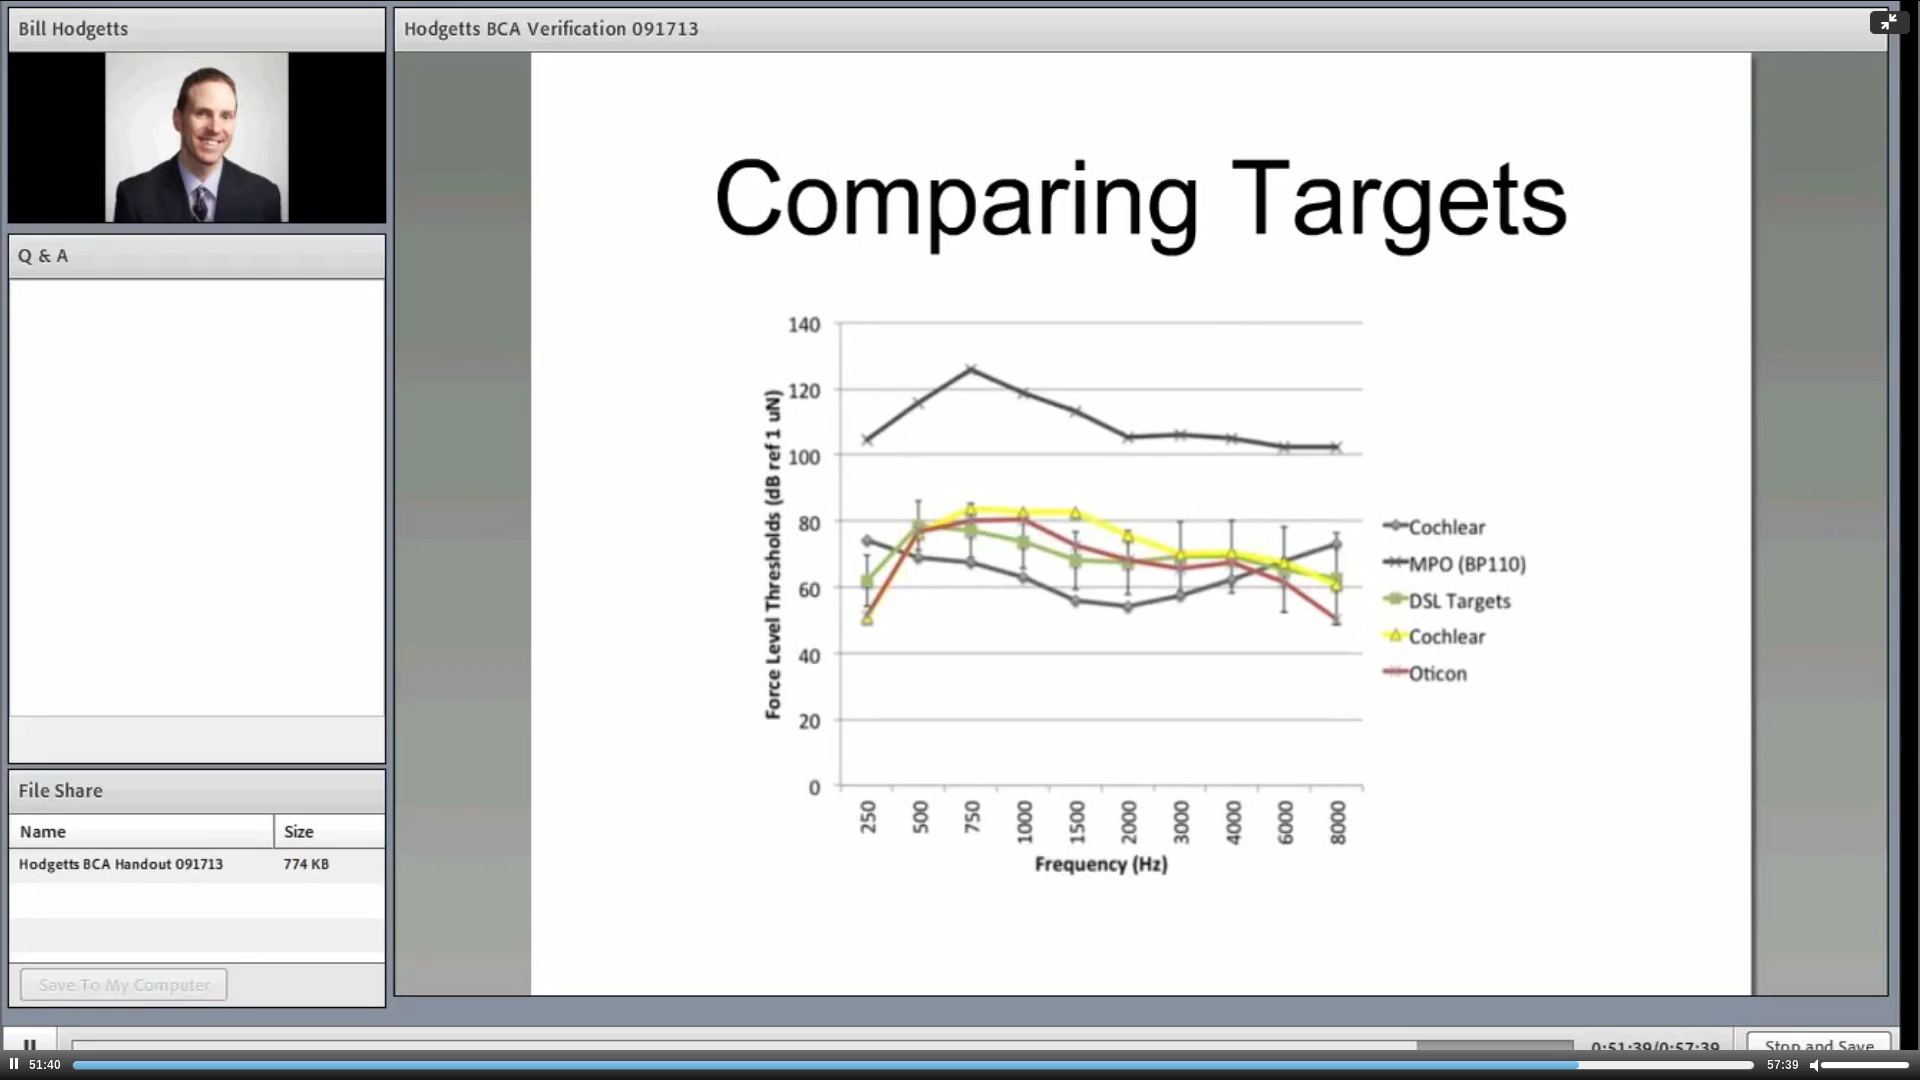 Bill Hodgetts
Hodgetts BCA Verification 091713
Q & A
File Share
Name Size
Hodgetts BCA Handout 091713 774 KB
Save To My Computer
Comparing Targets
Force Level Thresholds (dB ref 1 uN)
140
120
100
80
60
40
20
0
250 500 750 1000 1500 2000 3000 4000 6000 8000
Frequency (Hz)
Cochlear
MPO (BP110)
DSL Targets
Cochlear
Oticon
0:51:39/0:57:39 Stop and Save
51:40 57:39